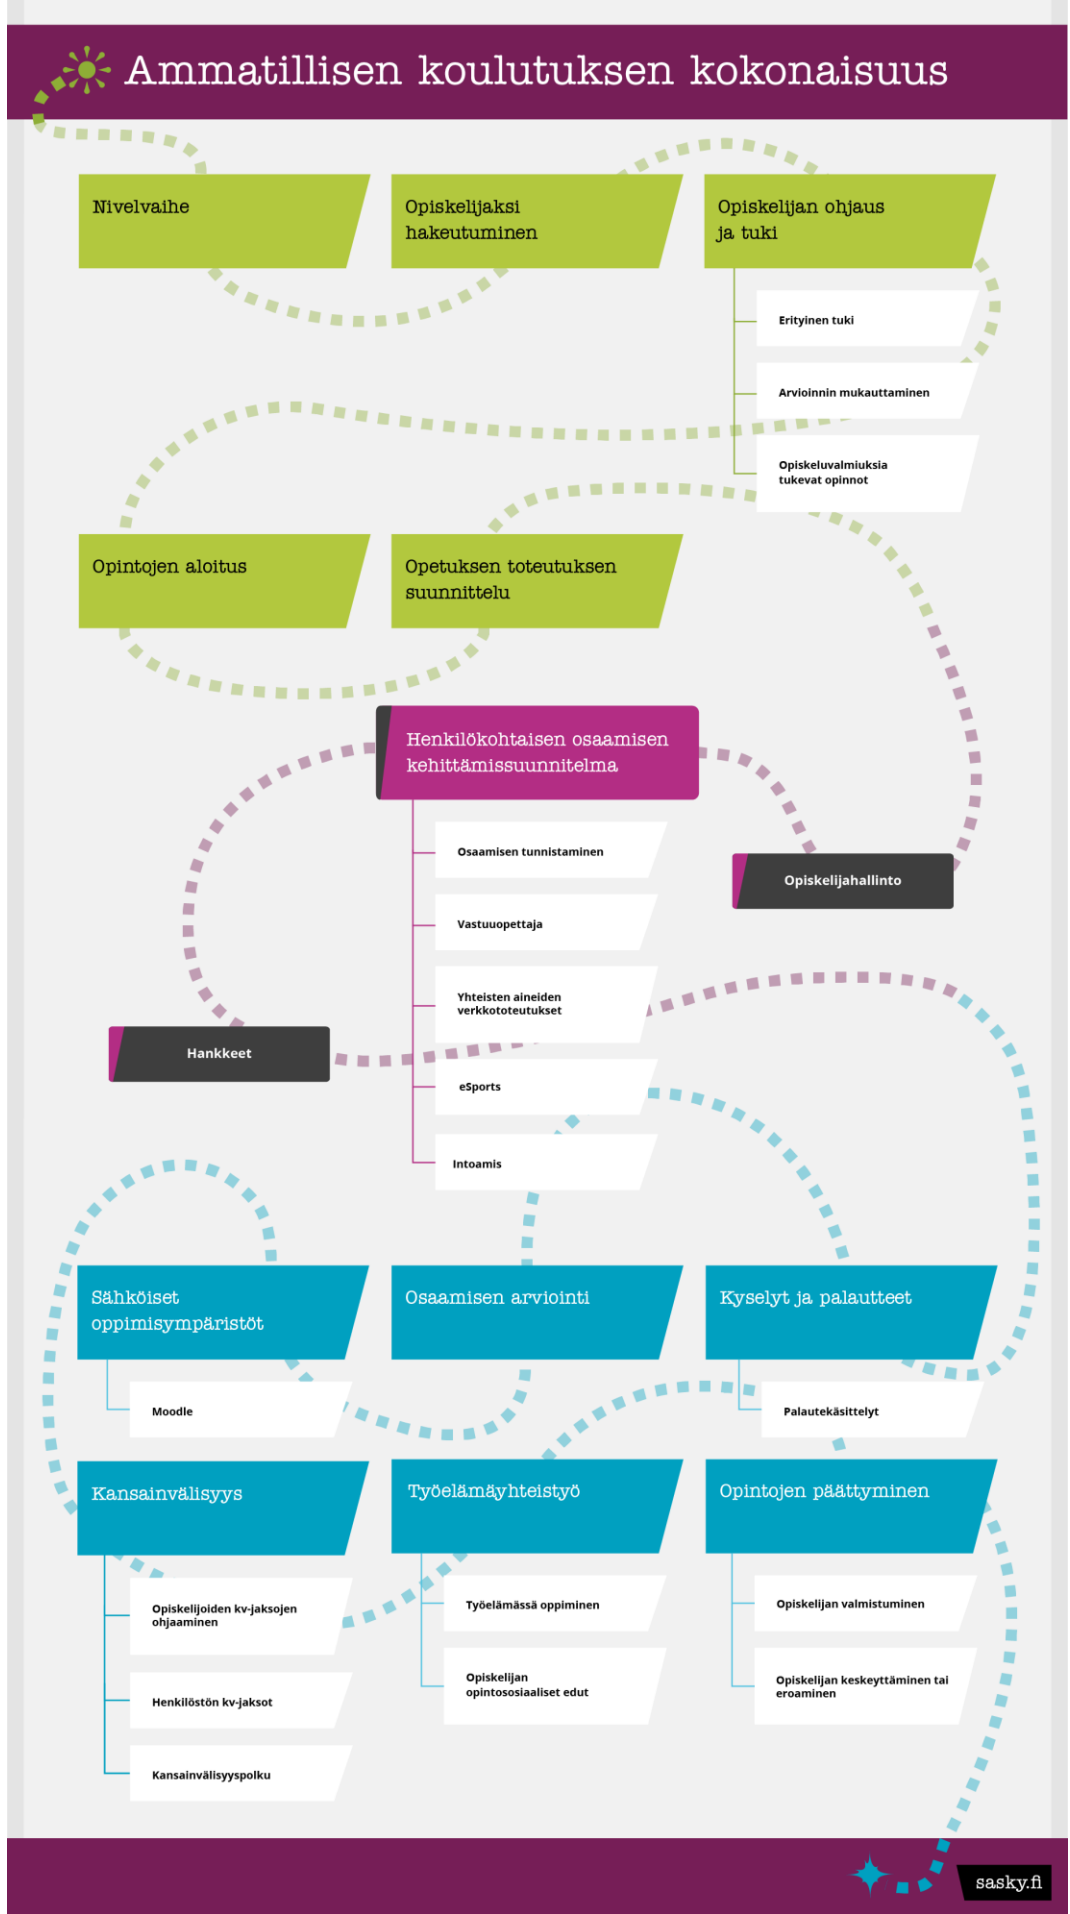 Ammatillisen koulutuksen kokonaisuus
Nivelvaihe
Opiskelijaksi
hakeutuminen
Opiskelijan ohjaus
ja tuki
Erityinen tuki
Arvioinnin mukauttaminen
Opiskeluvalmiuksia
tukevat opinnot
Opintojen aloitus
Opetuksen toteutuksen
suunnittelu
Henkilökohtaisen osaamisen
kehittämissuunnitelma
Osaamisen tunnistaminen
Vastuuopettaja
Yhteisten aineiden
verkkototeutukset
eSports
Intoamis
Opiskelijahallinto
Hankkeet
Sähköiset
oppimisympäristöt
Moodle
Osaamisen arviointi
Kyselyt ja palautteet
Palautekäsittelyt
Kansainvälisyys
Opiskelijoiden kv-jaksojen
ohjaaminen
Henkilöstön kv-jaksot
Kansainvälisyyspolku
Työelämäyhteistyö
Työelämässä oppiminen
Opiskelijan
opintososiaaliset edut
Opintojen päättyminen
Opiskelijan valmistuminen
Opiskelijan keskeyttäminen tai
eroaminen
sasky.fi